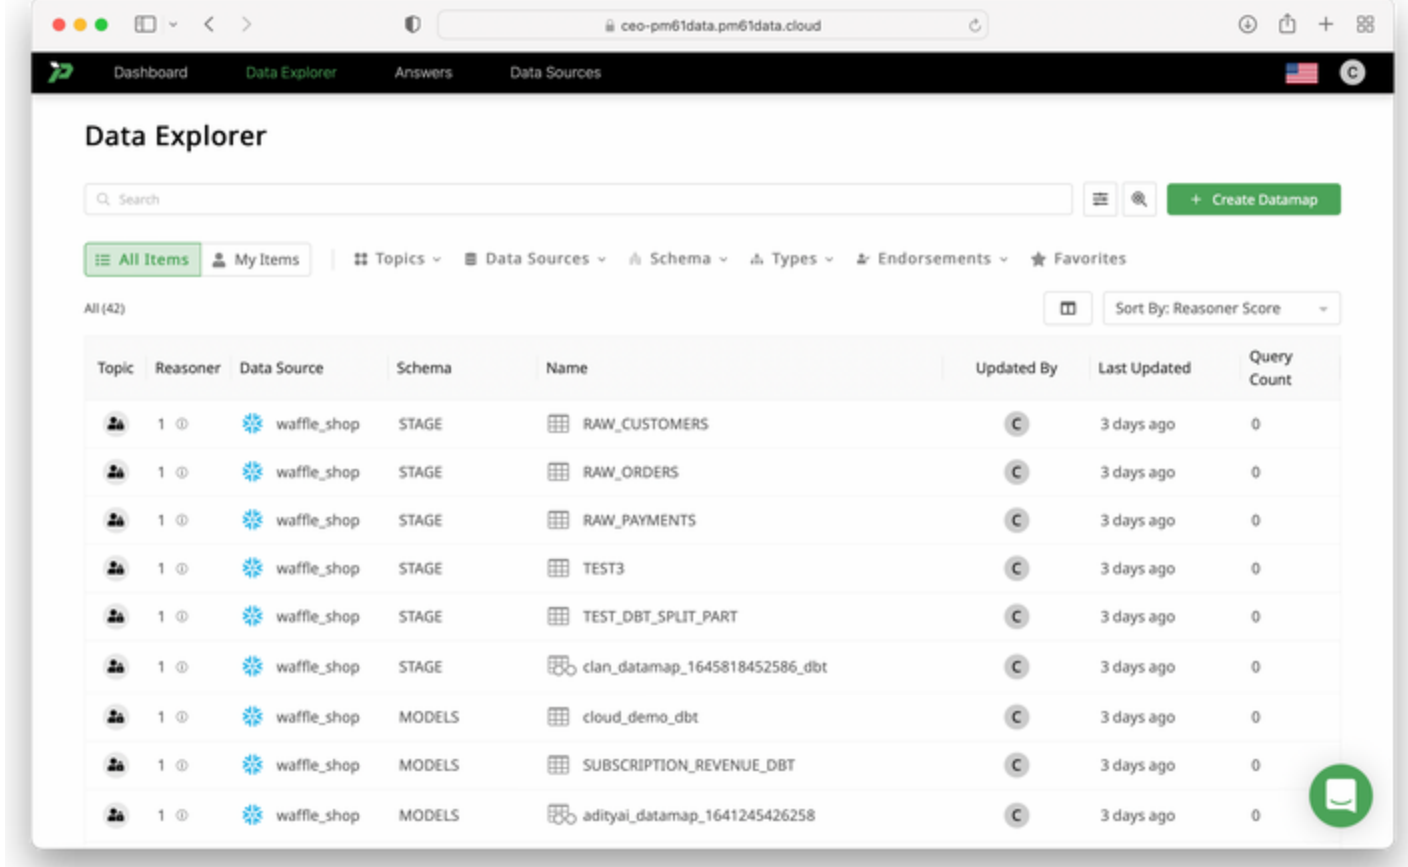 ceo-pm61data.pm61data.cloud
Dashboard Data Explorer Answers Data Sources C
Data Explorer
Search + Create Datamap
All Items My Items Topics Data Sources Schema Types Endorsements Favorites
All (42) Sort By: Reasoner Score
Topic Reasoner Data Source Schema Name Updated By Last Updated Query Count
1 waffle_shop STAGE RAW_CUSTOMERS C 3 days ago 0
1 waffle_shop STAGE RAW_ORDERS C 3 days ago 0
1 waffle_shop STAGE RAW_PAYMENTS C 3 days ago 0
1 waffle_shop STAGE TEST3 C 3 days ago 0
1 waffle_shop STAGE TEST_DBT_SPLIT_PART C 3 days ago 0
1 waffle_shop STAGE clan_datamap_1645818452586_dbt C 3 days ago 0
1 waffle_shop MODELS cloud_demo_dbt C 3 days ago 0
1 waffle_shop MODELS SUBSCRIPTION_REVENUE_DBT C 3 days ago 0
1 waffle_shop MODELS adityai_datamap_1641245426258 C 3 days ago 0